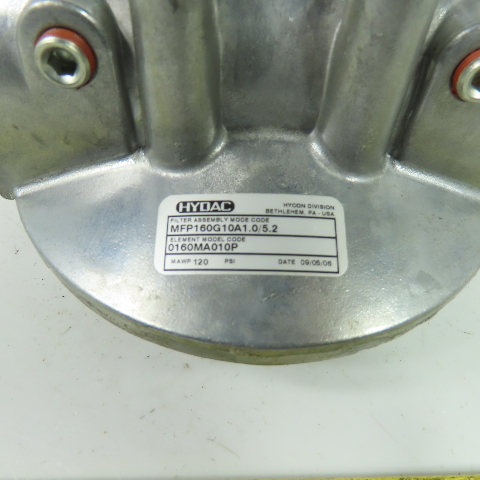 HYDAC HYCON DIVISION
BETHLEHEM, PA - USA
FILTER ASSEMBLY MODE CODE
MFP160G10A1.0/5.2
ELEMENT MODEL CODE
0160MA010P
MAWP 120 PSI DATE 09/05/06